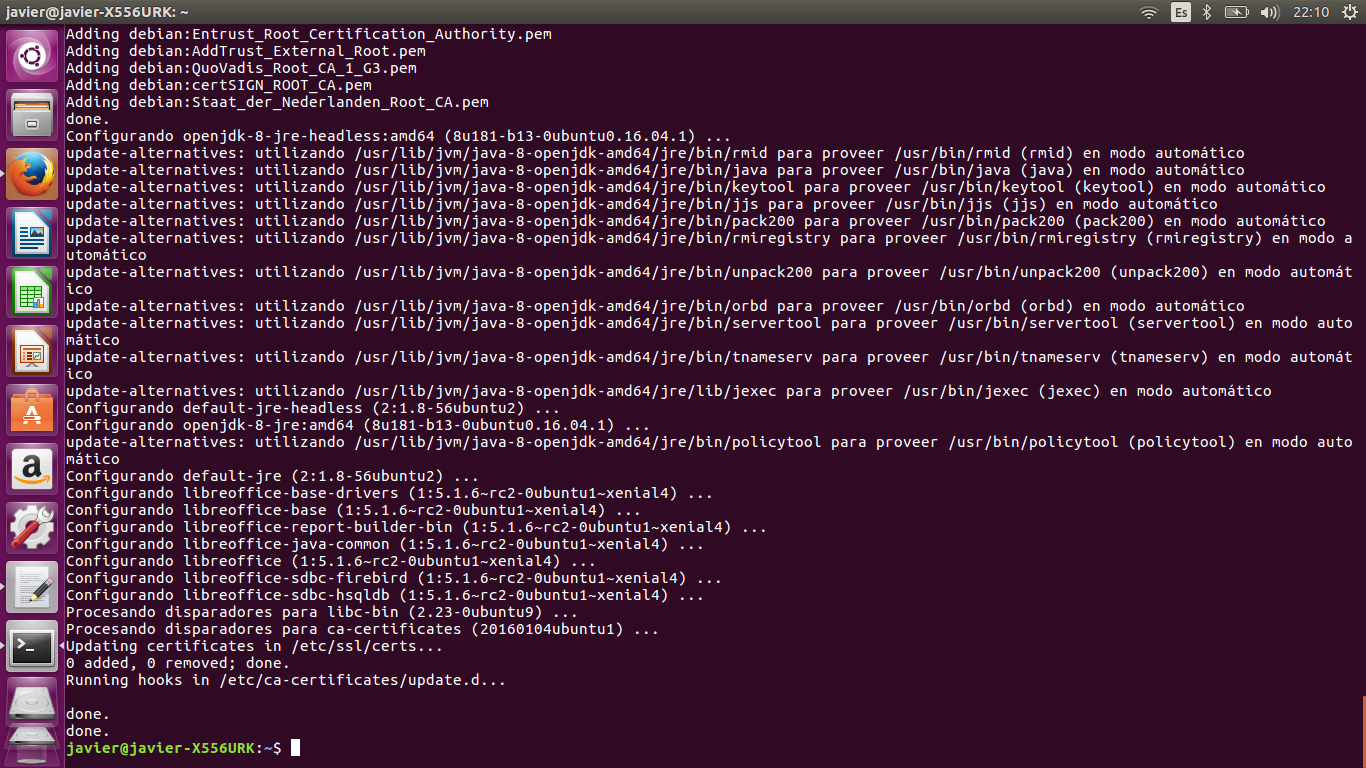 javier@javier-X556URK: ~
Es
22:10
Adding debian:Entrust_Root_Certification_Authority.pem
Adding debian:AddTrust_External_Root.pem
Adding debian:QuoVadis_Root_CA_1_G3.pem
Adding debian:certSIGN_ROOT_CA.pem
Adding debian:Staat_der_Nederlanden_Root_CA.pem
done.
Configurando openjdk-8-jre-headless:amd64 (8u181-b13-0ubuntu0.16.04.1) ...
update-alternatives: utilizando /usr/lib/jvm/java-8-openjdk-amd64/jre/bin/rmid para proveer /usr/bin/rmid (rmid) en modo automático
update-alternatives: utilizando /usr/lib/jvm/java-8-openjdk-amd64/jre/bin/java para proveer /usr/bin/java (java) en modo automático
update-alternatives: utilizando /usr/lib/jvm/java-8-openjdk-amd64/jre/bin/keytool para proveer /usr/bin/keytool (keytool) en modo automático
update-alternatives: utilizando /usr/lib/jvm/java-8-openjdk-amd64/jre/bin/jjs para proveer /usr/bin/jjs (jjs) en modo automático
update-alternatives: utilizando /usr/lib/jvm/java-8-openjdk-amd64/jre/bin/pack200 para proveer /usr/bin/pack200 (pack200) en modo automático
update-alternatives: utilizando /usr/lib/jvm/java-8-openjdk-amd64/jre/bin/rmiregistry para proveer /usr/bin/rmiregistry (rmiregistry) en modo a
utomático
update-alternatives: utilizando /usr/lib/jvm/java-8-openjdk-amd64/jre/bin/unpack200 para proveer /usr/bin/unpack200 (unpack200) en modo automát
ico
update-alternatives: utilizando /usr/lib/jvm/java-8-openjdk-amd64/jre/bin/orbd para proveer /usr/bin/orbd (orbd) en modo automático
update-alternatives: utilizando /usr/lib/jvm/java-8-openjdk-amd64/jre/bin/servertool para proveer /usr/bin/servertool (servertool) en modo auto
mático
update-alternatives: utilizando /usr/lib/jvm/java-8-openjdk-amd64/jre/bin/tnameserv para proveer /usr/bin/tnameserv (tnameserv) en modo automát
ico
update-alternatives: utilizando /usr/lib/jvm/java-8-openjdk-amd64/jre/lib/jexec para proveer /usr/bin/jexec (jexec) en modo automático
Configurando default-jre-headless (2:1.8-56ubuntu2) ...
Configurando openjdk-8-jre:amd64 (8u181-b13-0ubuntu0.16.04.1) ...
update-alternatives: utilizando /usr/lib/jvm/java-8-openjdk-amd64/jre/bin/policytool para proveer /usr/bin/policytool (policytool) en modo auto
mático
Configurando default-jre (2:1.8-56ubuntu2) ...
Configurando libreoffice-base-drivers (1:5.1.6~rc2-0ubuntu1~xenial4) ...
Configurando libreoffice-base (1:5.1.6~rc2-0ubuntu1~xenial4) ...
Configurando libreoffice-report-builder-bin (1:5.1.6~rc2-0ubuntu1~xenial4) ...
Configurando libreoffice-java-common (1:5.1.6~rc2-0ubuntu1~xenial4) ...
Configurando libreoffice (1:5.1.6~rc2-0ubuntu1~xenial4) ...
Configurando libreoffice-sdbc-firebird (1:5.1.6~rc2-0ubuntu1~xenial4) ...
Configurando libreoffice-sdbc-hsqldb (1:5.1.6~rc2-0ubuntu1~xenial4) ...
Procesando disparadores para libc-bin (2.23-0ubuntu9) ...
Procesando disparadores para ca-certificates (20160104ubuntu1) ...
Updating certificates in /etc/ssl/certs...
0 added, 0 removed; done.
Running hooks in /etc/ca-certificates/update.d...
done.
done.
javier@javier-X556URK:~$